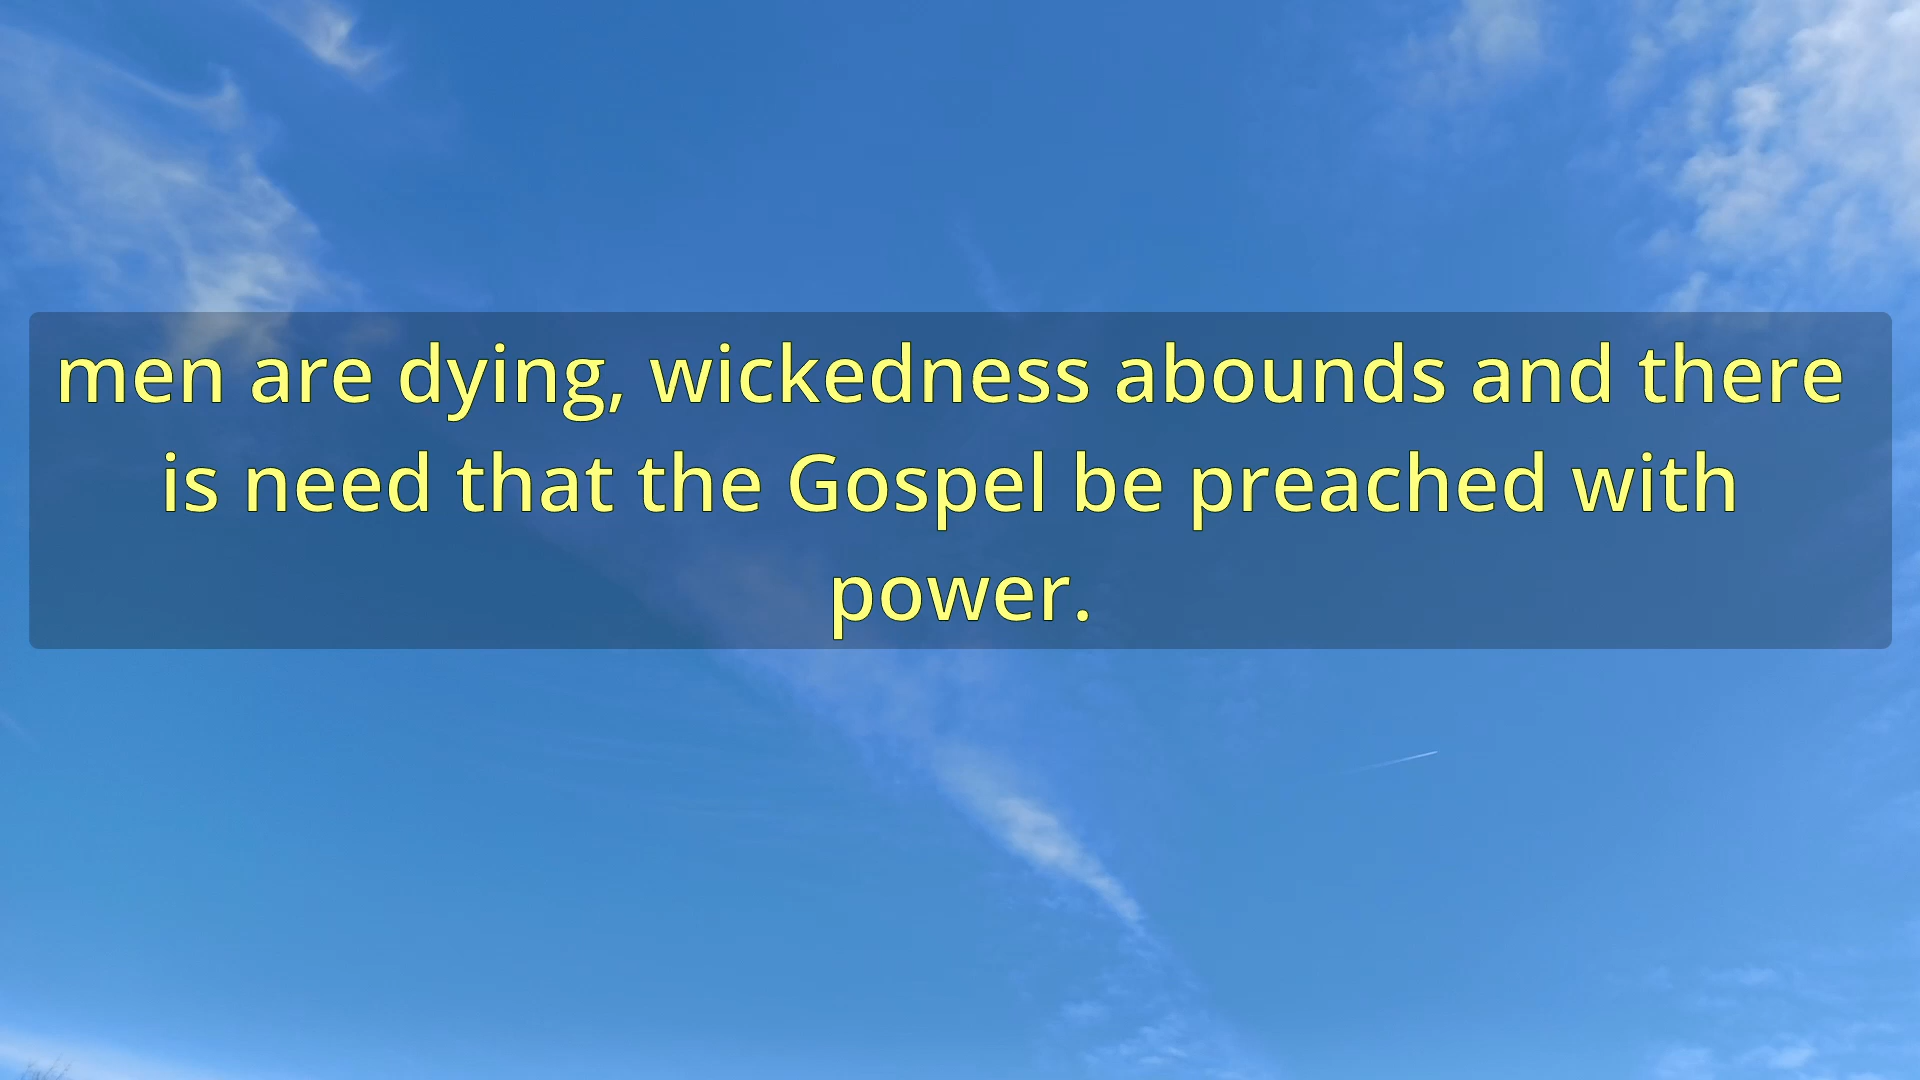 men are dying, wickedness abounds and there
is need that the Gospel be preached with
power.